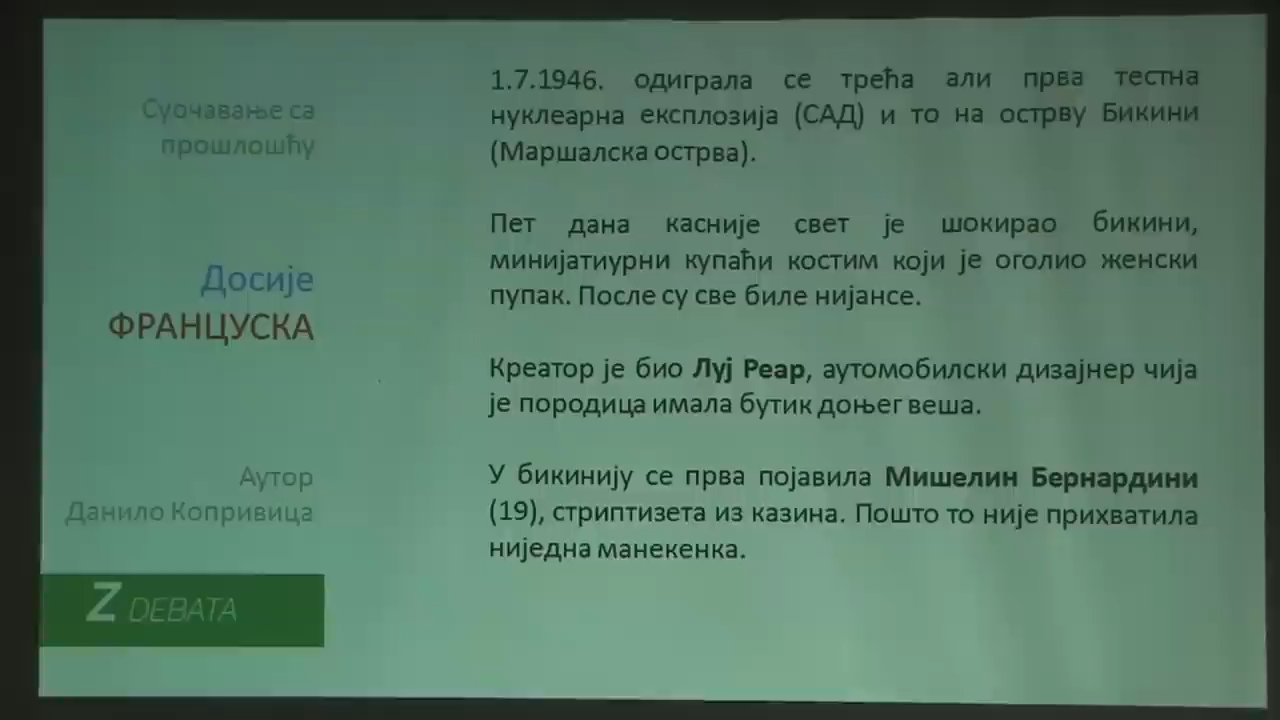 Суочавање са
прошлошћу
Досије
ФРАНЦУСКА
Аутор
Данило Копривица
Z DEBATA
1.7.1946. одиграла се трећа али прва тестна
нуклеарна експлозија (САД) и то на острву Бикини
(Маршалска острва).
Пет дана касније свет је шокирао бикини,
минијатиурни купаћи костим који је оголио женски
пупак. После су све биле нијансе.
Креатор је био Луј Реар, аутомобилски дизајнер чија
је породица имала бутик доњег веша.
У бикинију се прва појавила Мишелин Бернардини
(19), стриптизета из казина. Пошто то није прихватила
ниједна манекенка.